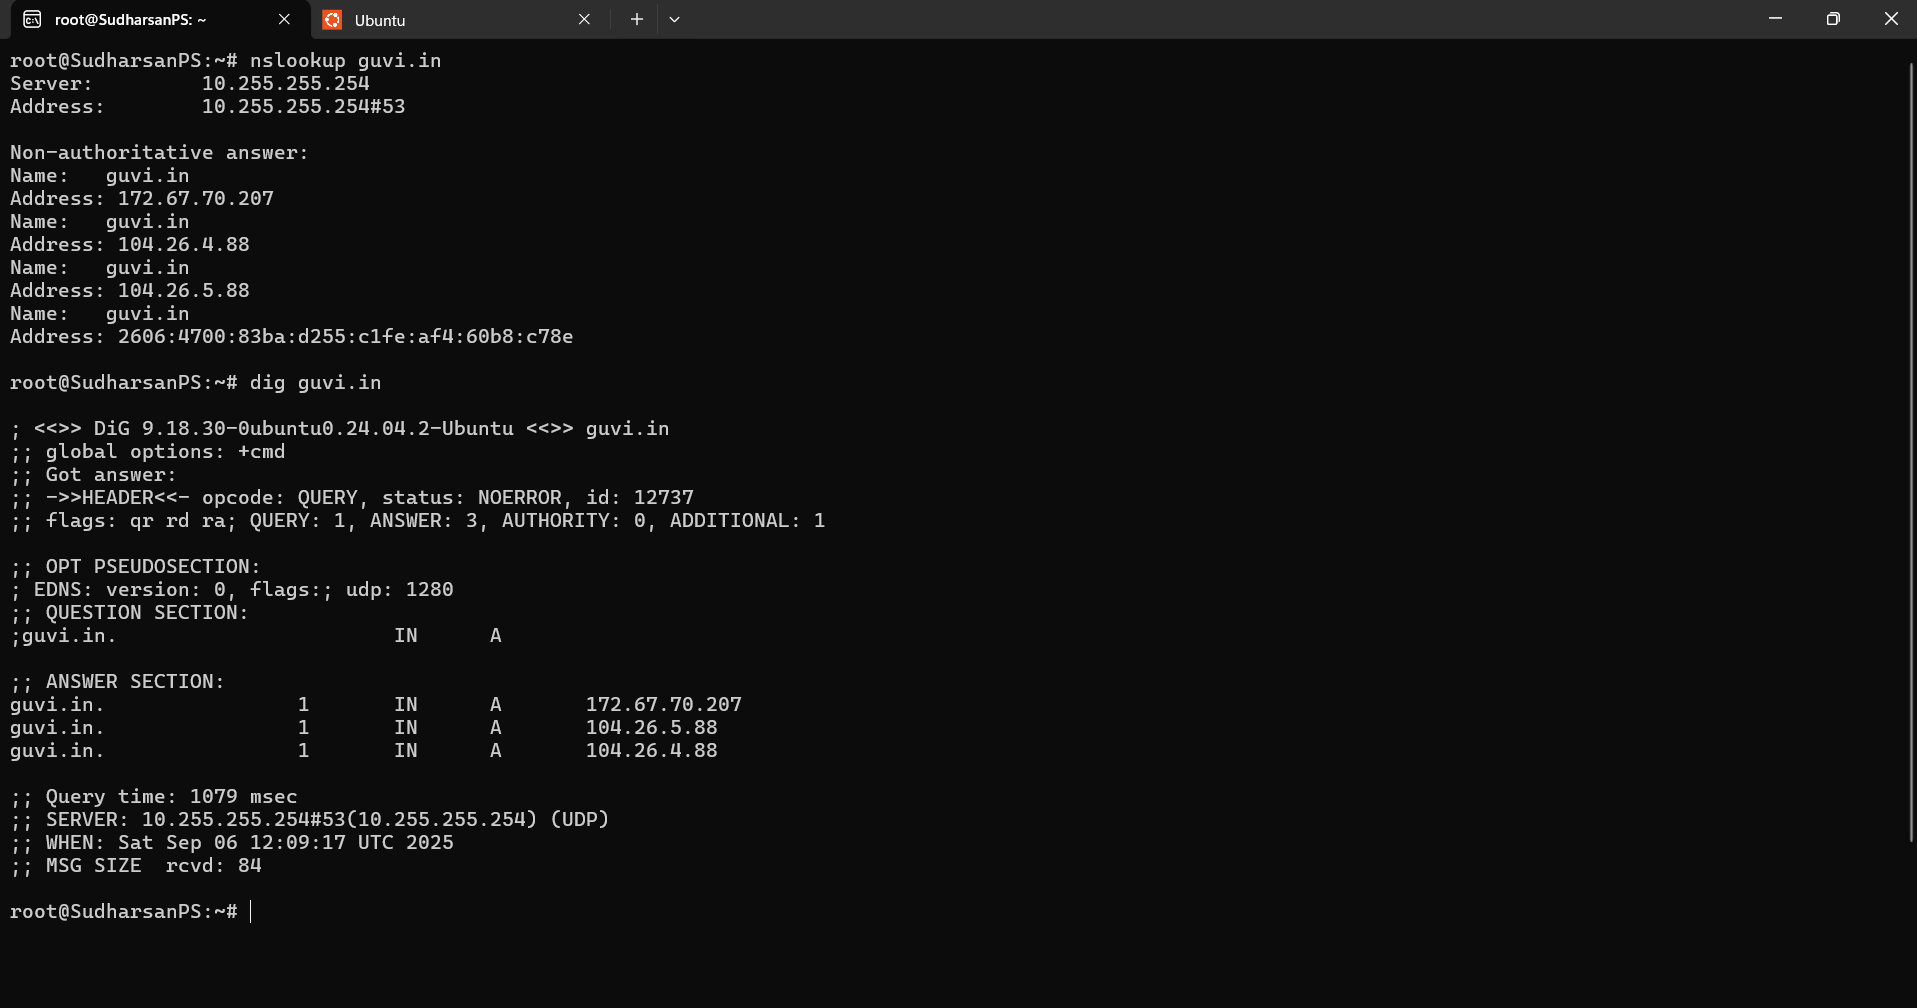 root@SudharsanPS: ~
Ubuntu
root@SudharsanPS:~# nslookup guvi.in
Server:         10.255.255.254
Address:        10.255.255.254#53
Non-authoritative answer:
Name:   guvi.in
Address: 172.67.70.207
Name:   guvi.in
Address: 104.26.4.88
Name:   guvi.in
Address: 104.26.5.88
Name:   guvi.in
Address: 2606:4700:83ba:d255:c1fe:af4:60b8:c78e
root@SudharsanPS:~# dig guvi.in
; <<>> DiG 9.18.30-0ubuntu0.24.04.2-Ubuntu <<>> guvi.in
;; global options: +cmd
;; Got answer:
;; ->>HEADER<<- opcode: QUERY, status: NOERROR, id: 12737
;; flags: qr rd ra; QUERY: 1, ANSWER: 3, AUTHORITY: 0, ADDITIONAL: 1
;; OPT PSEUDOSECTION:
; EDNS: version: 0, flags:; udp: 1280
;; QUESTION SECTION:
;guvi.in.                       IN      A
;; ANSWER SECTION:
guvi.in.                1       IN      A       172.67.70.207
guvi.in.                1       IN      A       104.26.5.88
guvi.in.                1       IN      A       104.26.4.88
;; Query time: 1079 msec
;; SERVER: 10.255.255.254#53(10.255.255.254) (UDP)
;; WHEN: Sat Sep 06 12:09:17 UTC 2025
;; MSG SIZE  rcvd: 84
root@SudharsanPS:~#